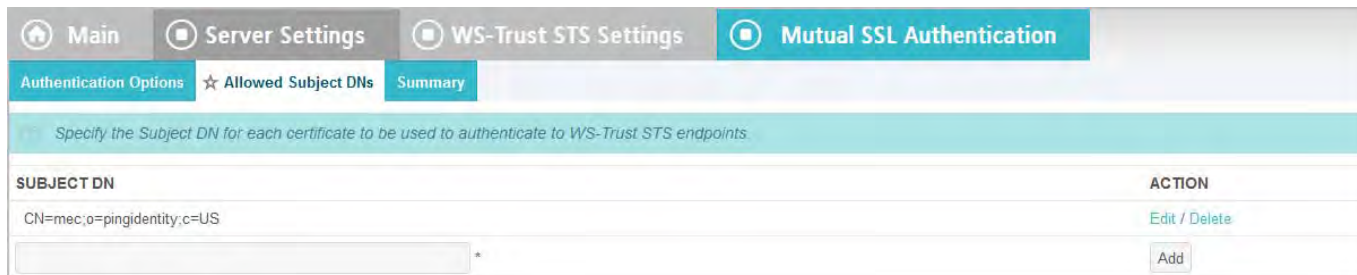 Main Server Settings WS-Trust STS Settings Mutual SSL Authentication
Authentication Options Allowed Subject DNs Summary
Specify the Subject DN for each certificate to be used to authenticate to WS-Trust STS endpoints.
SUBJECT DN ACTION
CN=mec;o=pingidentity;c=US Edit / Delete
* Add